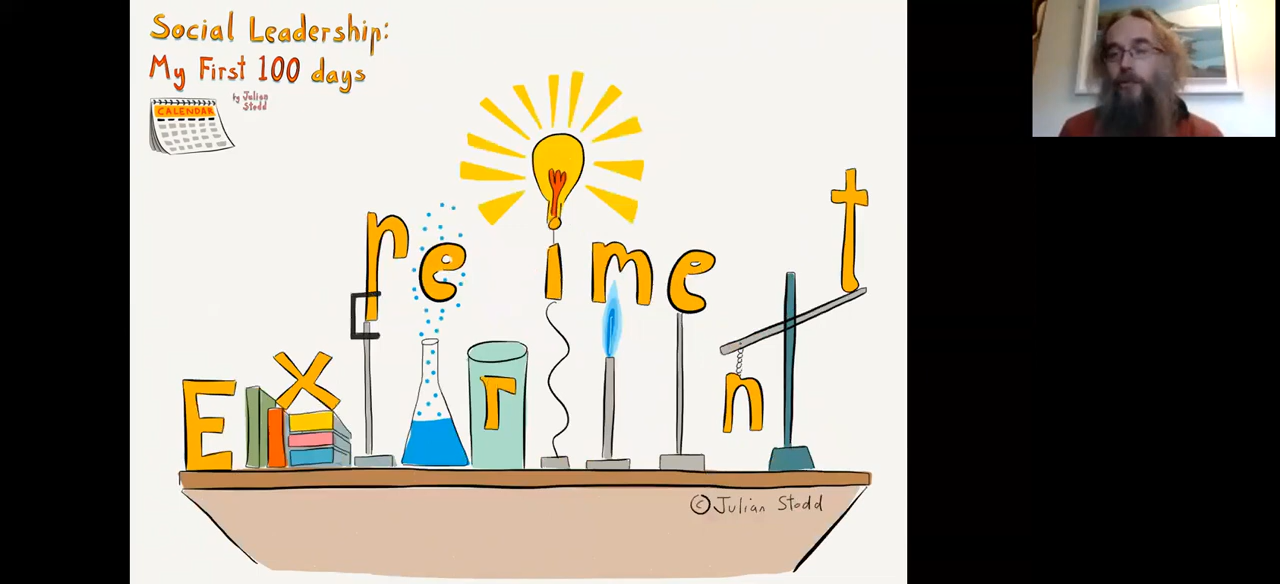 Social Leadership:
My First 100 days
by Julian
Stodd
CALENDAR
Experiment
© Julian Stodd